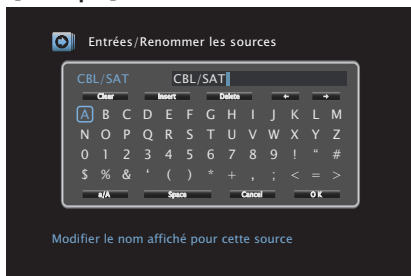 Entrées/Renommer les sources
CBL/SAT CBL/SAT
Clear Insert Delete ← →
A B C D E F G H I J K L M
N O P Q R S T U V W X Y Z
0 1 2 3 4 5 6 7 8 9 ! “ #
$ % & ‘ ( ) * + , ; < = >
a/A Space Cancel OK
Modifier le nom affiché pour cette source